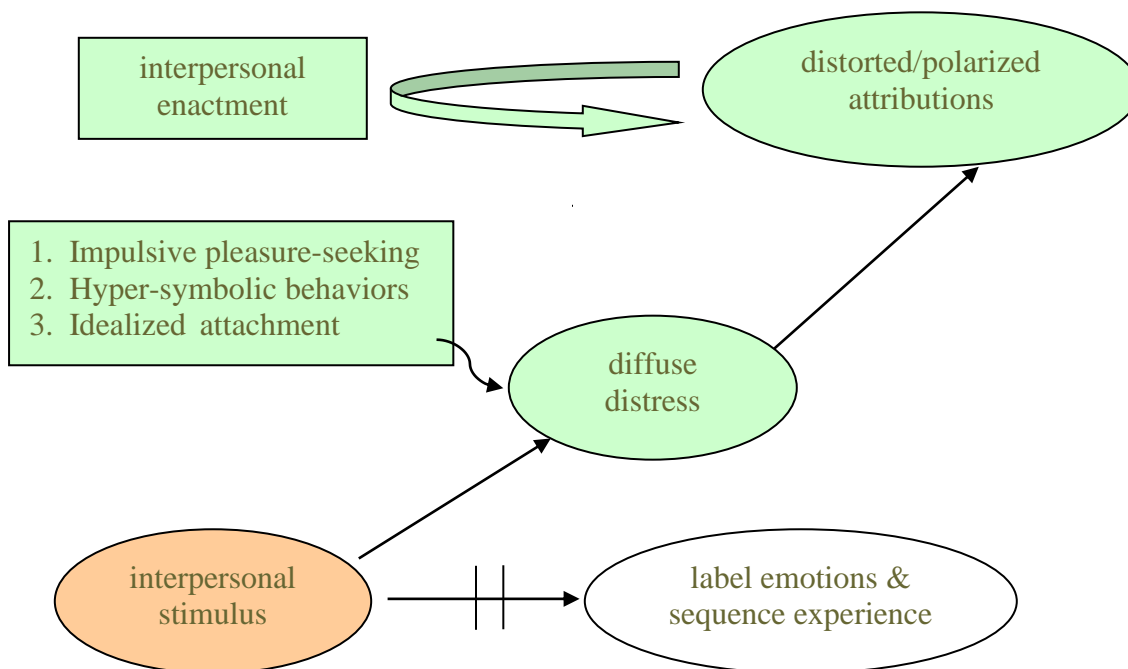 interpersonal
enactment
distorted/polarized
attributions
1. Impulsive pleasure-seeking
2. Hyper-symbolic behaviors
3. Idealized attachment
diffuse
distress
interpersonal
stimulus
label emotions &
sequence experience